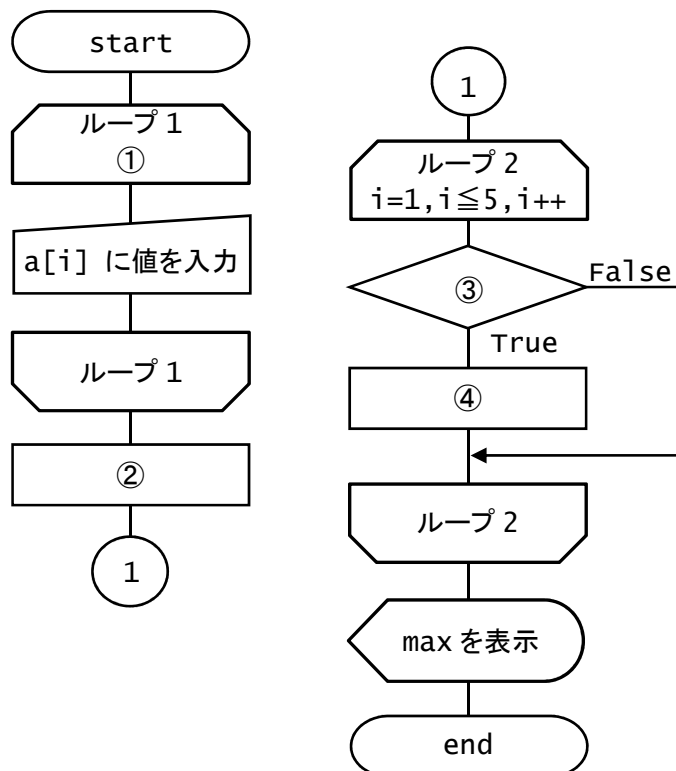 start
ループ 1
①
a[i] に値を入力
ループ 1
②
1
1
ループ 2
i=1,i≦5,i++
③
False
True
④
ループ 2
max を表示
end